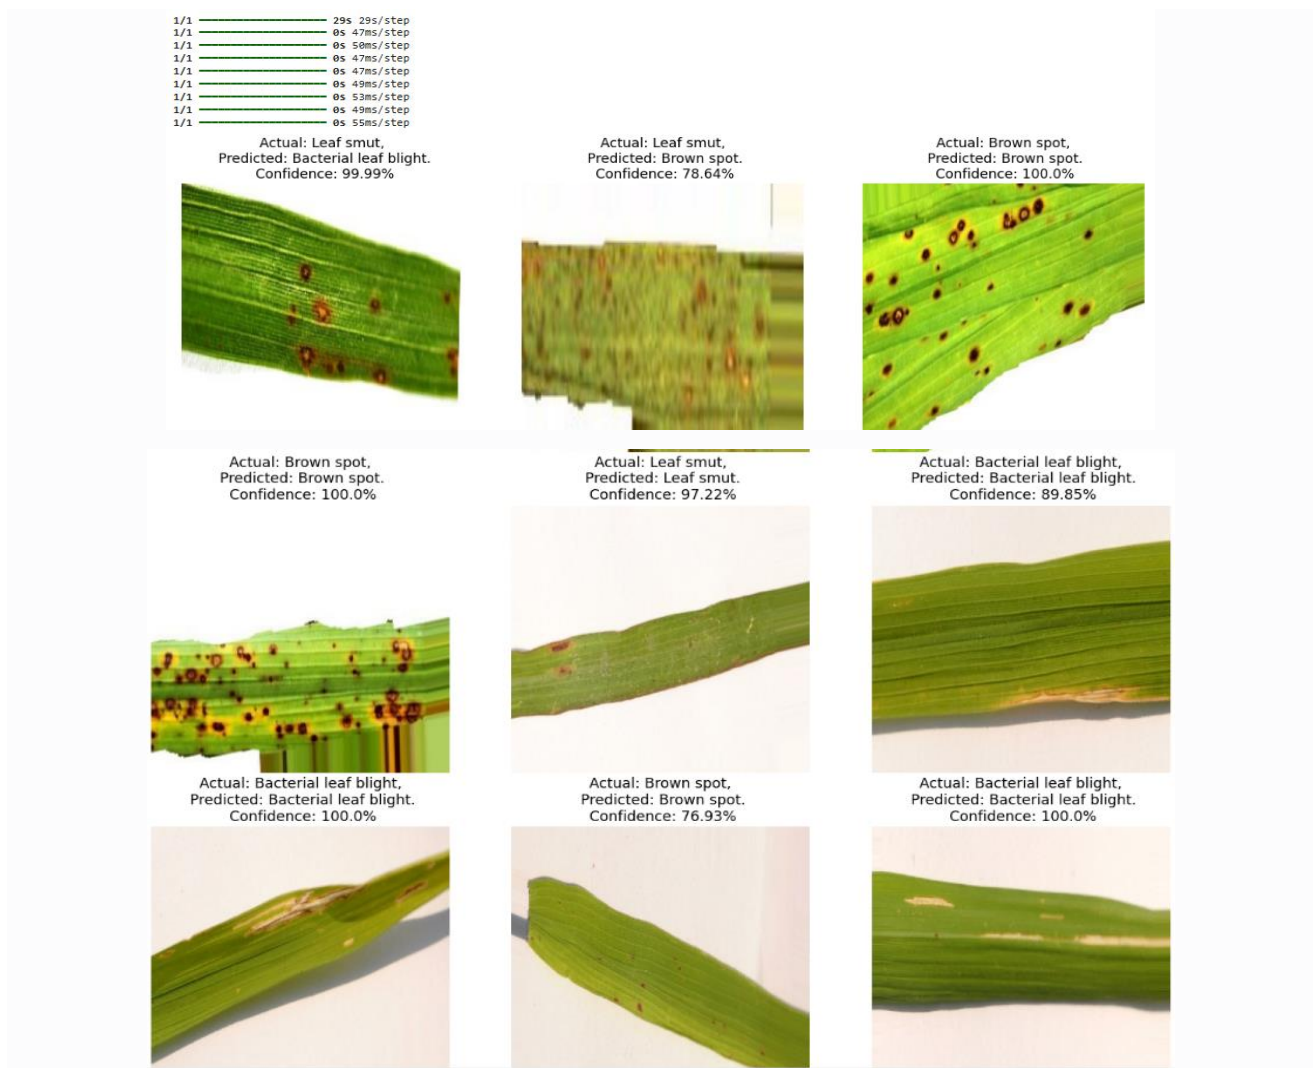 1/1 ━━━━━━━━━━━━━━━━━━━━ 29s 29s/step
1/1 ━━━━━━━━━━━━━━━━━━━━ 0s 47ms/step
1/1 ━━━━━━━━━━━━━━━━━━━━ 0s 50ms/step
1/1 ━━━━━━━━━━━━━━━━━━━━ 0s 47ms/step
1/1 ━━━━━━━━━━━━━━━━━━━━ 0s 47ms/step
1/1 ━━━━━━━━━━━━━━━━━━━━ 0s 49ms/step
1/1 ━━━━━━━━━━━━━━━━━━━━ 0s 53ms/step
1/1 ━━━━━━━━━━━━━━━━━━━━ 0s 49ms/step
1/1 ━━━━━━━━━━━━━━━━━━━━ 0s 55ms/step
Actual: Leaf smut,
Predicted: Bacterial leaf blight.
Confidence: 99.99%
Actual: Leaf smut,
Predicted: Brown spot.
Confidence: 78.64%
Actual: Brown spot,
Predicted: Brown spot.
Confidence: 100.0%
Actual: Brown spot,
Predicted: Brown spot.
Confidence: 100.0%
Actual: Leaf smut,
Predicted: Leaf smut.
Confidence: 97.22%
Actual: Bacterial leaf blight,
Predicted: Bacterial leaf blight.
Confidence: 89.85%
Actual: Bacterial leaf blight,
Predicted: Bacterial leaf blight.
Confidence: 100.0%
Actual: Brown spot,
Predicted: Brown spot.
Confidence: 76.93%
Actual: Bacterial leaf blight,
Predicted: Bacterial leaf blight.
Confidence: 100.0%